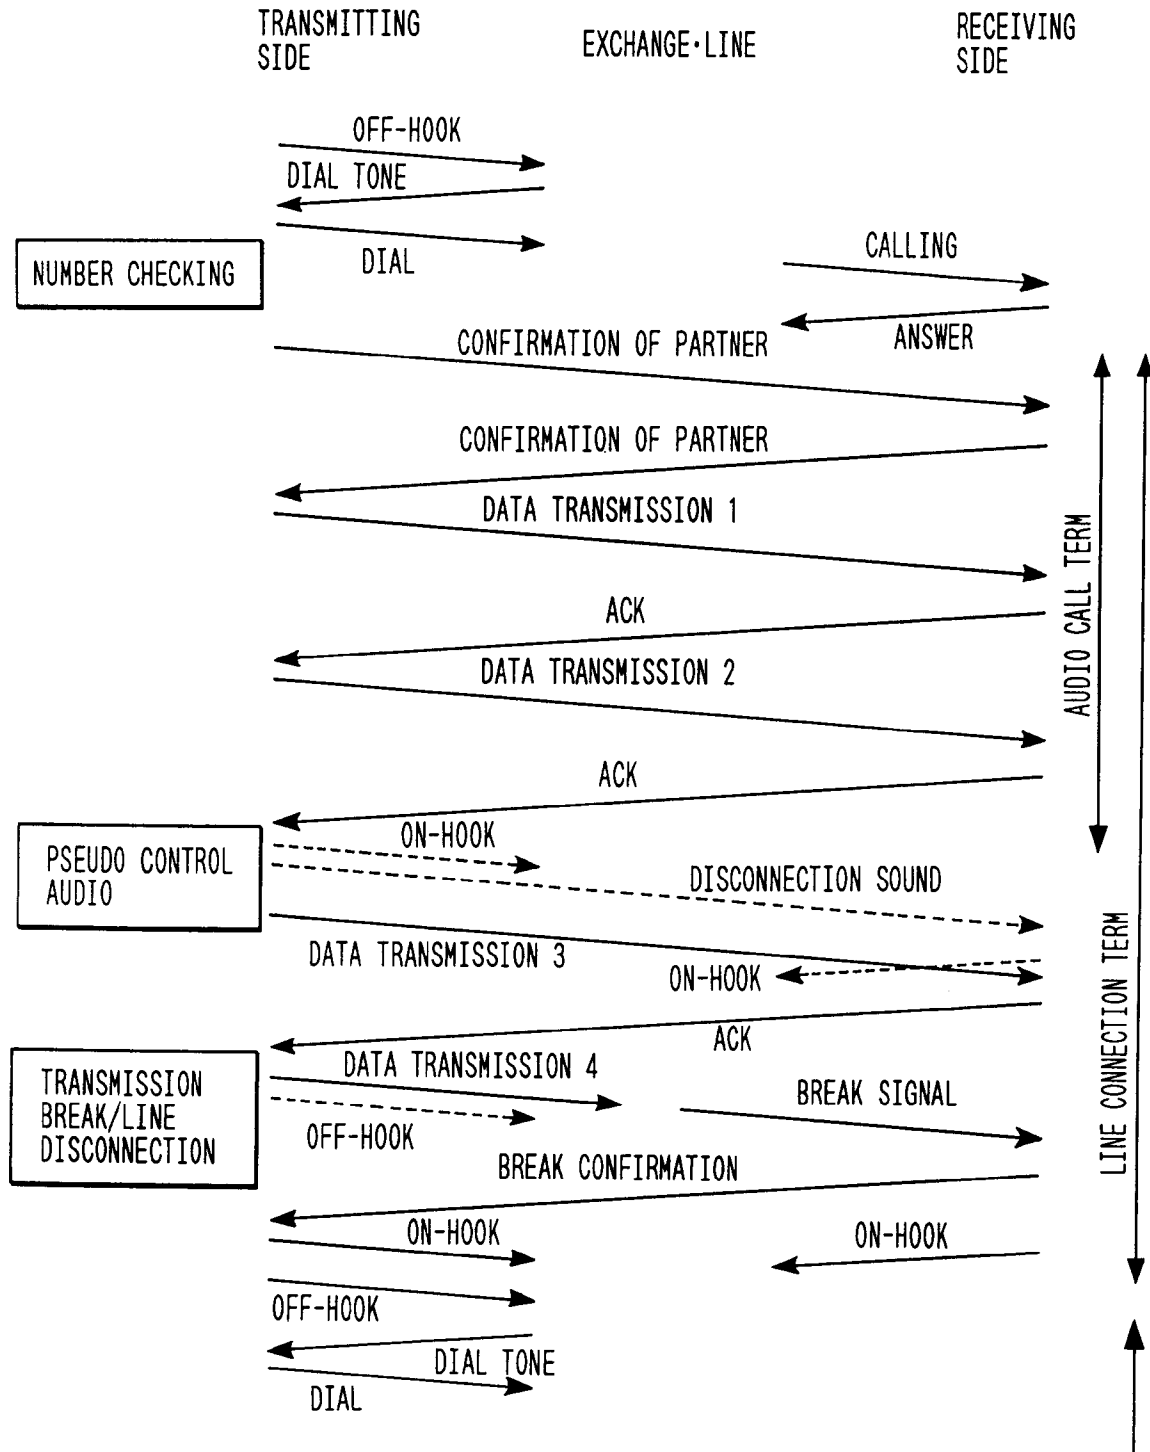 TRANSMITTING
SIDE
EXCHANGE·LINE
RECEIVING
SIDE
OFF-HOOK
DIAL TONE
DIAL
NUMBER CHECKING
CALLING
ANSWER
CONFIRMATION OF PARTNER
CONFIRMATION OF PARTNER
DATA TRANSMISSION 1
ACK
DATA TRANSMISSION 2
AUDIO CALL TERM
ACK
ON-HOOK
PSEUDO CONTROL
AUDIO
DISCONNECTION SOUND
DATA TRANSMISSION 3
ON-HOOK
ACK
LINE CONNECTION TERM
DATA TRANSMISSION 4
TRANSMISSION
BREAK/LINE
DISCONNECTION
BREAK SIGNAL
OFF-HOOK
BREAK CONFIRMATION
ON-HOOK
ON-HOOK
OFF-HOOK
DIAL TONE
DIAL